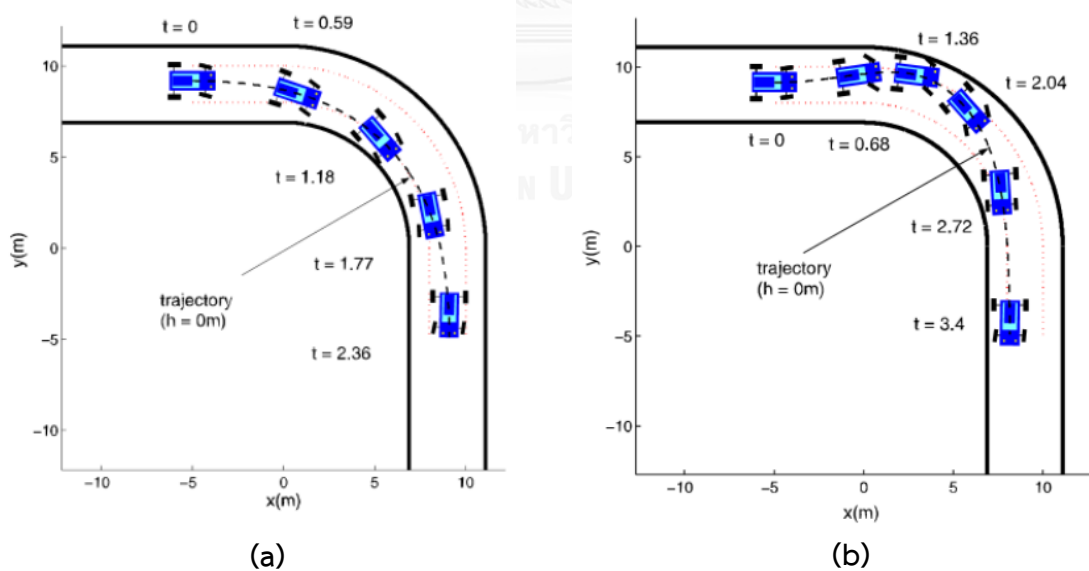 t = 0
t = 0.59
10
5
0
−5
−10
y(m)
t = 1.18
t = 1.77
trajectory
(h = 0m)
t = 2.36
−10
−5
0
5
10
x(m)
(a)
t = 1.36
t = 2.04
10
5
0
−5
−10
y(m)
t = 0
t = 0.68
t = 2.72
trajectory
(h = 0m)
t = 3.4
−10
−5
0
5
10
x(m)
(b)